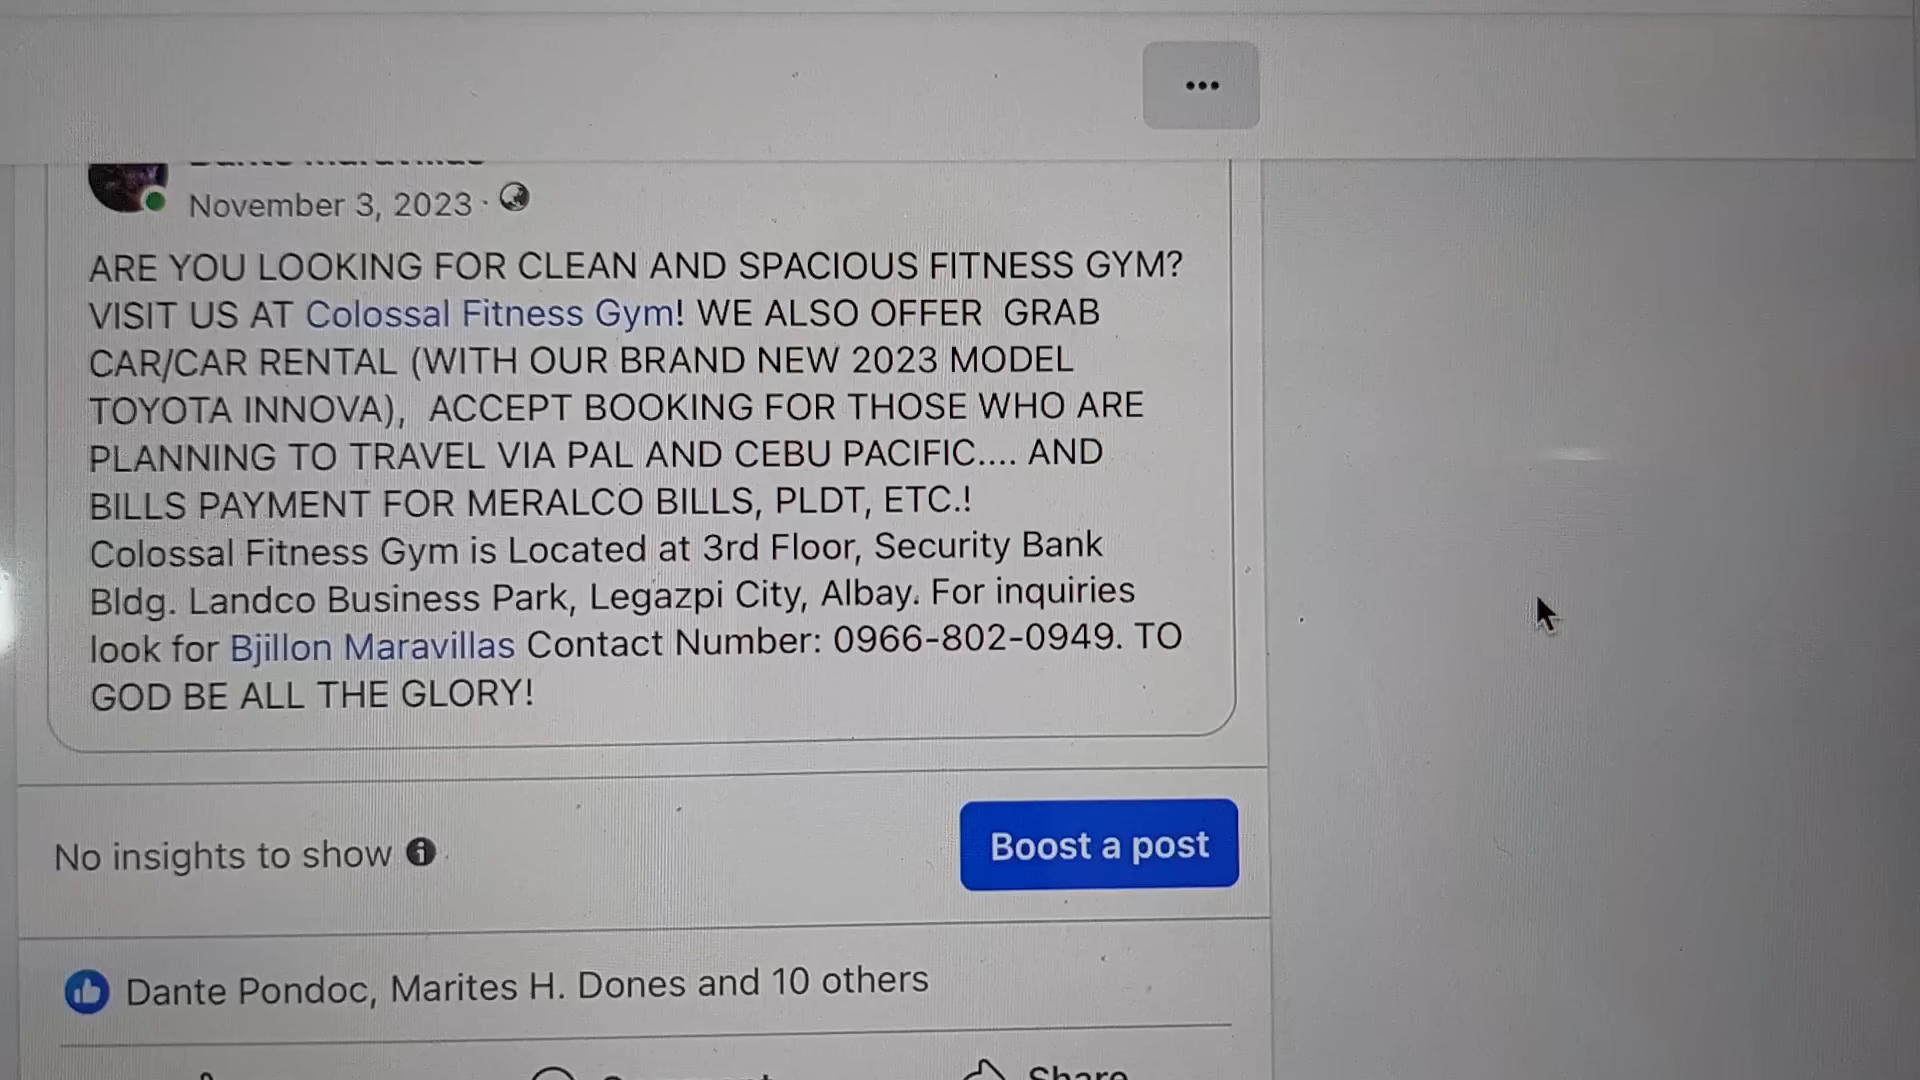 November 3, 2023 ·
ARE YOU LOOKING FOR CLEAN AND SPACIOUS FITNESS GYM?
VISIT US AT Colossal Fitness Gym! WE ALSO OFFER  GRAB
CAR/CAR RENTAL (WITH OUR BRAND NEW 2023 MODEL
TOYOTA INNOVA),  ACCEPT BOOKING FOR THOSE WHO ARE
PLANNING TO TRAVEL VIA PAL AND CEBU PACIFIC.... AND
BILLS PAYMENT FOR MERALCO BILLS, PLDT, ETC.!
Colossal Fitness Gym is Located at 3rd Floor, Security Bank
Bldg. Landco Business Park, Legazpi City, Albay. For inquiries
look for Bjillon Maravillas Contact Number: 0966-802-0949. TO
GOD BE ALL THE GLORY!
No insights to show
Boost a post
Dante Pondoc, Marites H. Dones and 10 others
Share